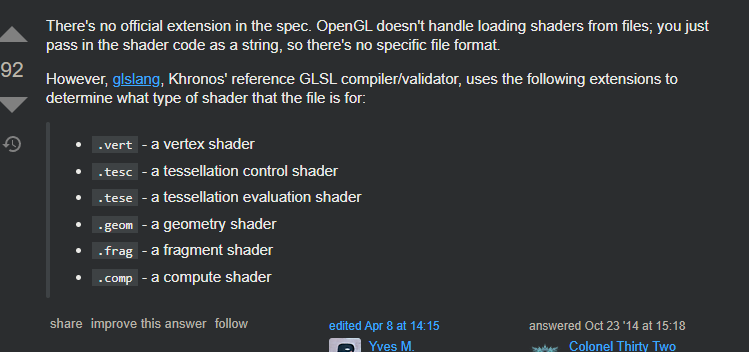 There's no official extension in the spec. OpenGL doesn't handle loading shaders from files; you just
pass in the shader code as a string, so there's no specific file format.
92
However, glslang, Khronos' reference GLSL compiler/validator, uses the following extensions to
determine what type of shader that the file is for:
• .vert - a vertex shader
• .tesc - a tessellation control shader
• .tese - a tessellation evaluation shader
• .geom - a geometry shader
• .frag - a fragment shader
• .comp - a compute shader
share improve this answer follow
edited Apr 8 at 14:15
Yves M.
answered Oct 23 '14 at 15:18
Colonel Thirty Two